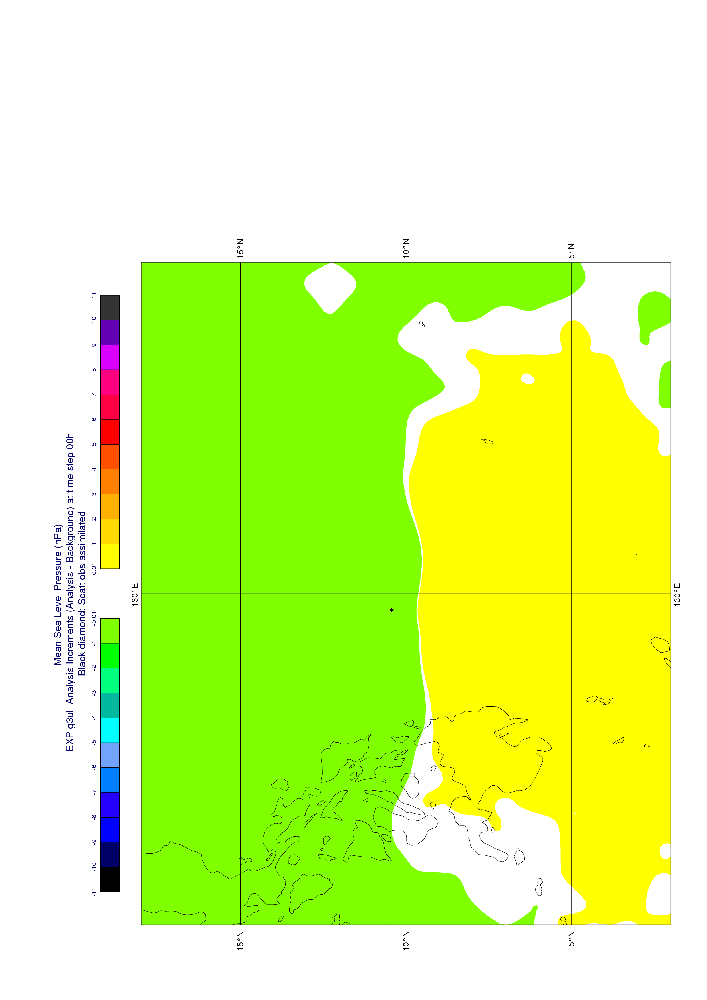 Mean Sea Level Pressure (hPa)
EXP g3ul  Analysis Increments (Analysis - Background) at time step 00h
Black diamond: Scatt obs assimilated
-11 -10 -9 -8 -7 -6 -5 -4 -3 -2 -1 -0.01 0.01 1 2 3 4 5 6 7 8 9 10 11
130°E
15°N 15°N
10°N 10°N
5°N 5°N
130°E